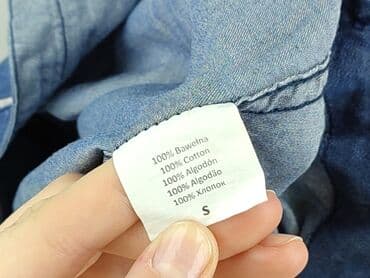 100% Bawełna
100% Cotton
100% Algodón
100% Algodão
100% Хлопок
S